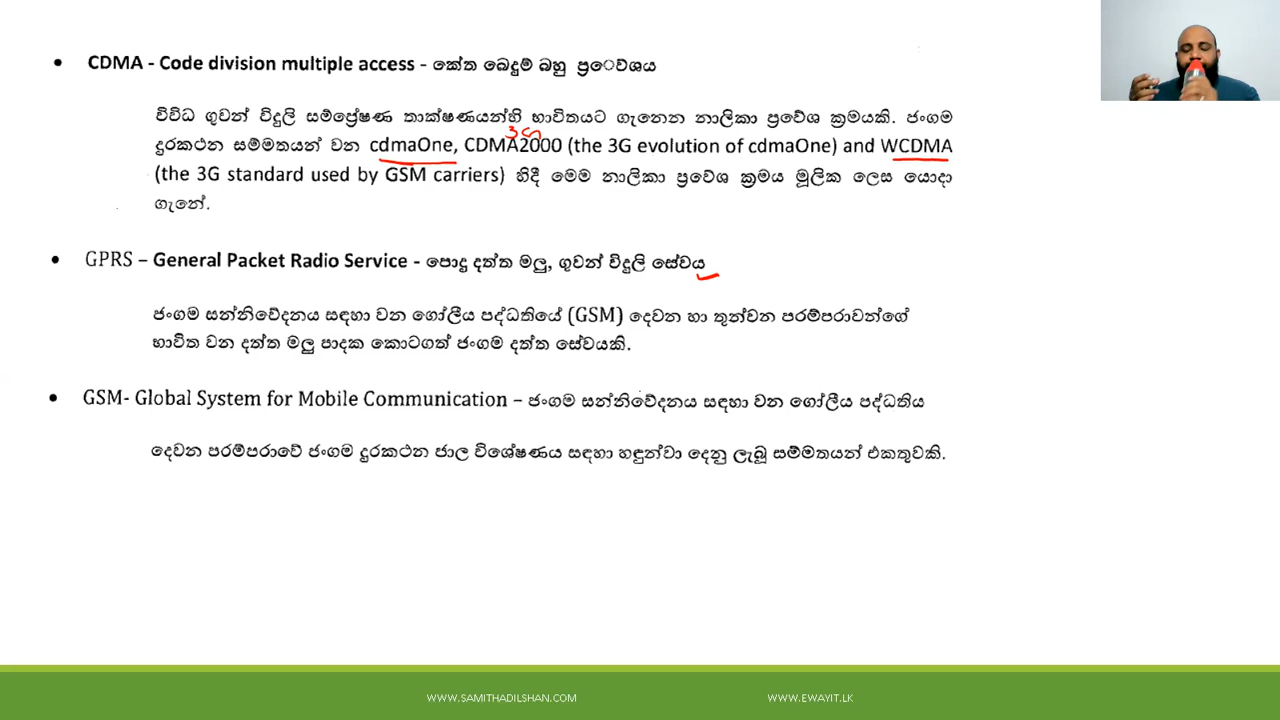 • CDMA - Code division multiple access - කේත බෙදුම් බහු ප්‍රවේශය
විවිධ ගුවන් විදුලි සම්ප්‍රේෂණ තාක්ෂණයන්හි භාවිතයට ගැනෙන නාලිකා ප්‍රවේශ ක්‍රමයකි. ජංගම
3G
දුරකථන සම්මතයන් වන cdmaOne, CDMA2000 (the 3G evolution of cdmaOne) and WCDMA
(the 3G standard used by GSM carriers) හිදී මෙම නාලිකා ප්‍රවේශ ක්‍රමය මූලික ලෙස යොදා
ගැනේ.
• GPRS – General Packet Radio Service - පොදු දත්ත මලු, ගුවන් විදුලි සේවය
ජංගම සන්නිවේදනය සඳහා වන ගෝලීය පද්ධතියේ (GSM) දෙවන හා තුන්වන පරම්පරාවන්ගේ
භාවිත වන දත්ත මලු පාදක කොටගත් ජංගම දත්ත සේවයකි.
• GSM- Global System for Mobile Communication – ජංගම සන්නිවේදනය සඳහා වන ගෝලීය පද්ධතිය
දෙවන පරම්පරාවේ ජංගම දුරකථන ජාල විශේෂණය සඳහා හඳුන්වා දෙනු ලැබූ සම්මතයන් එකතුවකි.
WWW.SAMITHADILSHAN.COM WWW.EWAYIT.LK